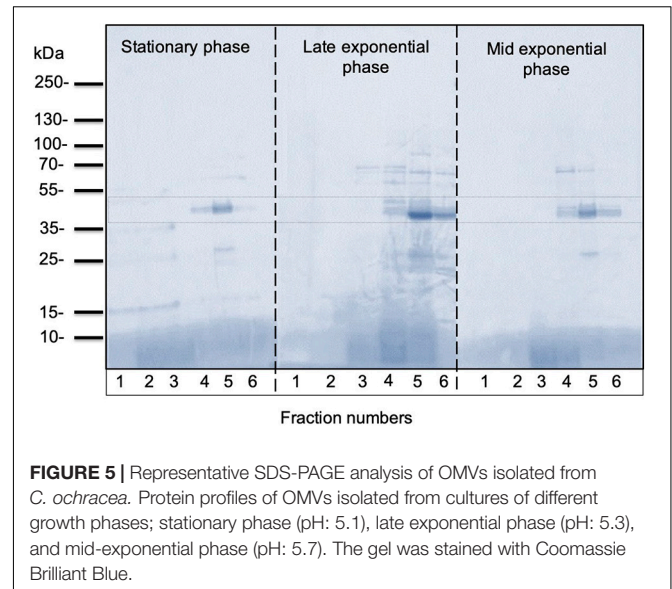 kDa
Stationary phase
Late exponential
phase
Mid exponential
phase
250-
130-
100-
70-
55-
35-
25-
15-
10-
1 2 3 4 5 6 1 2 3 4 5 6 1 2 3 4 5 6
Fraction numbers
FIGURE 5 | Representative SDS-PAGE analysis of OMVs isolated from
C. ochracea. Protein profiles of OMVs isolated from cultures of different
growth phases; stationary phase (pH: 5.1), late exponential phase (pH: 5.3),
and mid-exponential phase (pH: 5.7). The gel was stained with Coomassie
Brilliant Blue.